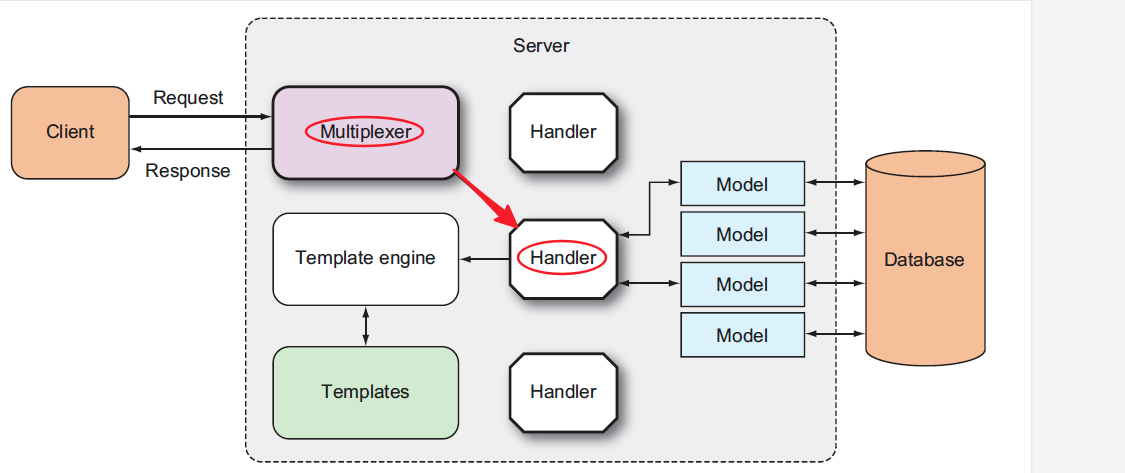 Server
Request
Client
Multiplexer
Handler
Response
Model
Model
Template engine
Handler
Database
Model
Model
Templates
Handler